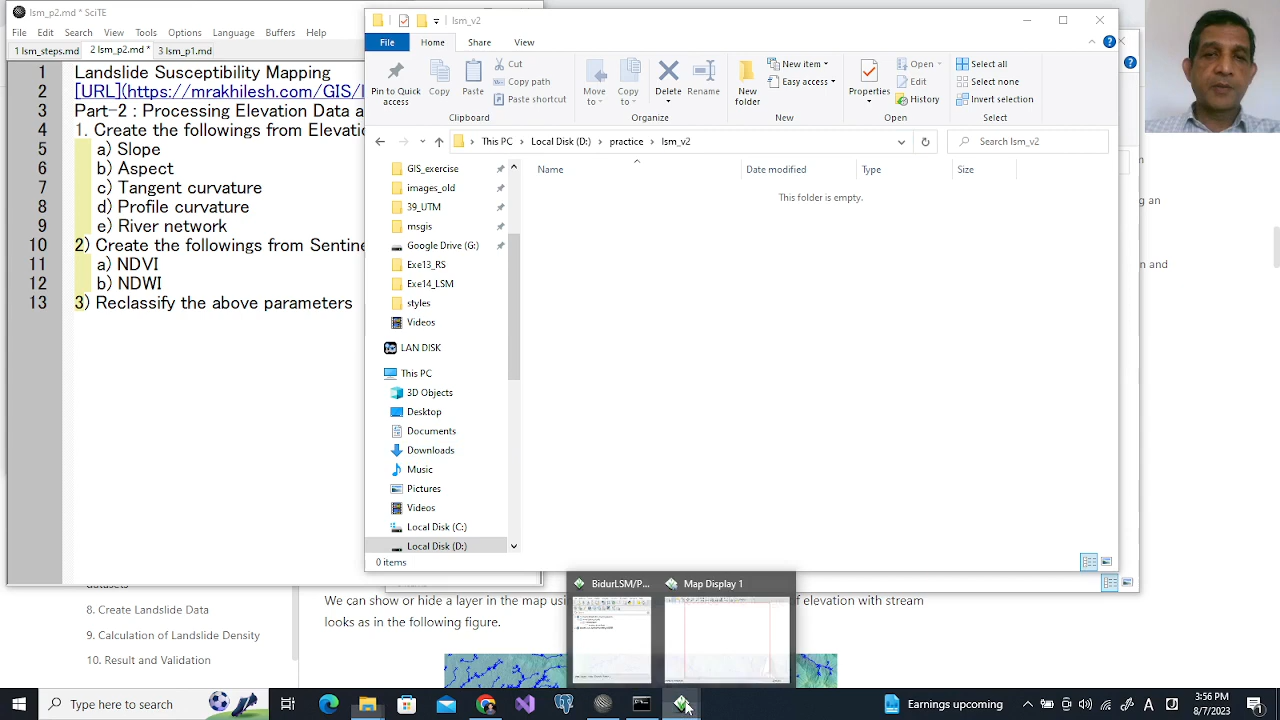 lsm_p2.md * SciTE
File Edit Search View Tools Options Language Buffers Help
1 lsm_steps.md 2 lsm_p2.md * 3 lsm_p1.md
1 Landslide Susceptibility Mapping
2 [URL](https://mrakhilesh.com/GIS/
3 Part-2 : Processing Elevation Data a
4 1. Create the followings from Elevatio
5 a) Slope
6 b) Aspect
7 c) Tangent curvature
8 d) Profile curvature
9 e) River network
10 2) Create the followings from Sentine
11 a) NDVI
12 b) NDWI
13 3) Reclassify the above parameters
lsm_v2
File Home Share View
Pin to Quick access
Copy
Paste
Cut
Copy path
Paste shortcut
Clipboard
Move to
Copy to
Delete
Rename
Organize
New folder
New item
Easy access
New
Properties
Open
Edit
History
Open
Select all
Select none
Invert selection
Select
This PC > Local Disk (D:) > practice > lsm_v2
Search lsm_v2
Name Date modified Type Size
This folder is empty.
GIS_exercise
images_old
39_UTM
msgis
Google Drive (G:)
Exe13_RS
Exe14_LSM
styles
Videos
LAN DISK
This PC
3D Objects
Desktop
Documents
Downloads
Music
Pictures
Videos
Local Disk (C:)
Local Disk (D:)
0 items
ng an
on and
BidurLSM/P...
Map Display 1
datasets
8. Create Landslide Data
9. Calculation of Landslide Density
10. Result and Validation
We can show or hide a layer in the map usi
of elevation with stream
looks as in the following figure.
Type here to search
Earnings upcoming
3:56 PM
8/7/2023